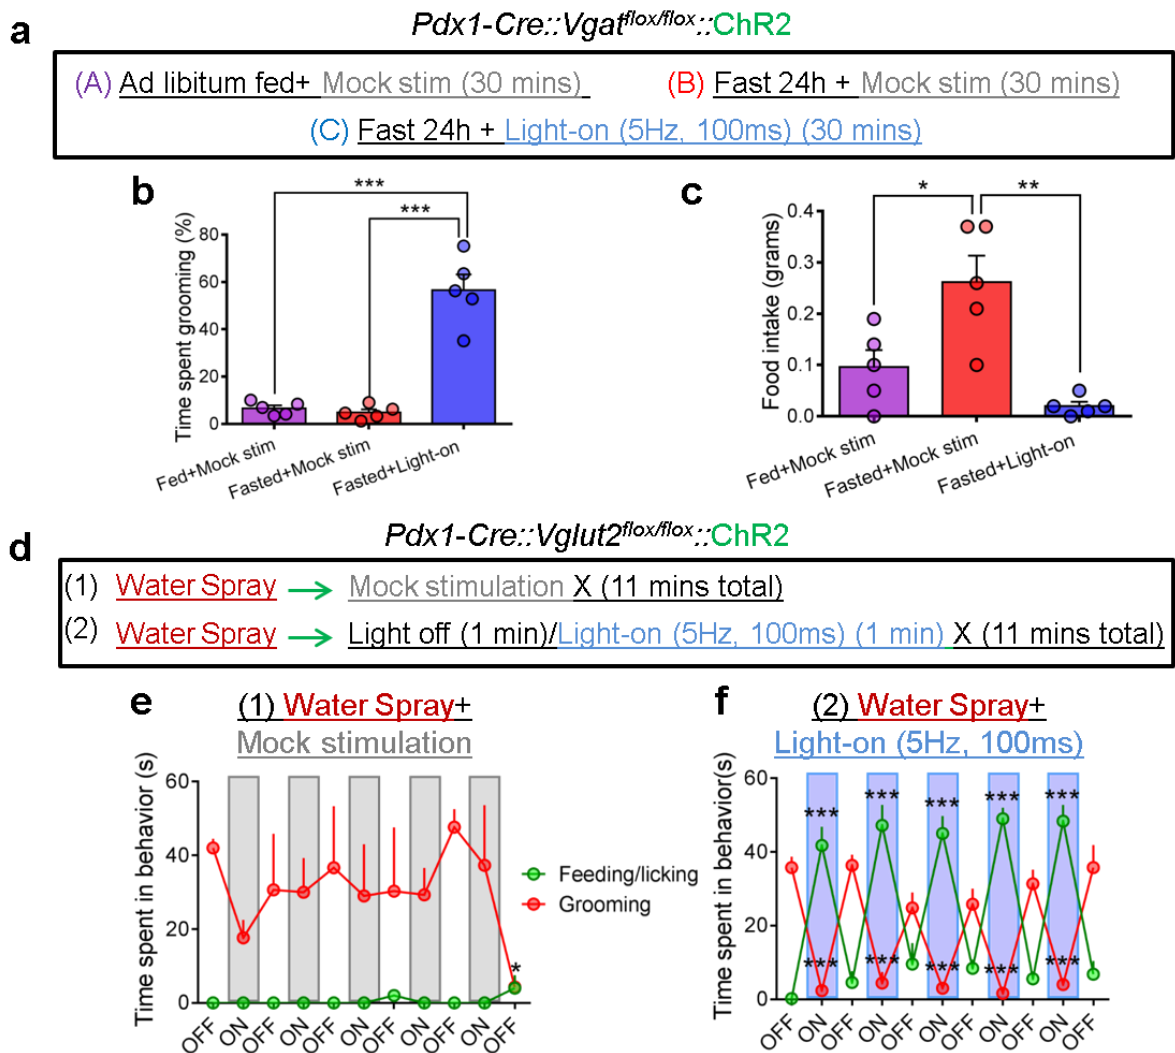 a
Pdx1-Cre::Vgatflox/flox::ChR2
(A) Ad libitum fed+ Mock stim (30 mins)
(B) Fast 24h + Mock stim (30 mins)
(C) Fast 24h + Light-on (5Hz, 100ms) (30 mins)
b
***
***
Time spent grooming (%)
80
60
40
20
0
Fed+Mock stim
Fasted+Mock stim
Fasted+Light-on
c
*
**
Food intake (grams)
0.4
0.3
0.2
0.1
0.0
Fed+Mock stim
Fasted+Mock stim
Fasted+Light-on
d
Pdx1-Cre::Vglut2flox/flox::ChR2
(1) Water Spray → Mock stimulation X (11 mins total)
(2) Water Spray → Light off (1 min)/Light-on (5Hz, 100ms) (1 min) X (11 mins total)
e
(1) Water Spray+
Mock stimulation
Time spent in behavior (s)
60
40
20
0
*
OFF
ON
OFF
ON
OFF
ON
OFF
ON
OFF
ON
OFF
Feeding/licking
Grooming
f
(2) Water Spray+
Light-on (5Hz, 100ms)
Time spent in behavior(s)
60
40
20
0
*** *** *** *** ***
*** *** *** *** ***
OFF
ON
OFF
ON
OFF
ON
OFF
ON
OFF
ON
OFF